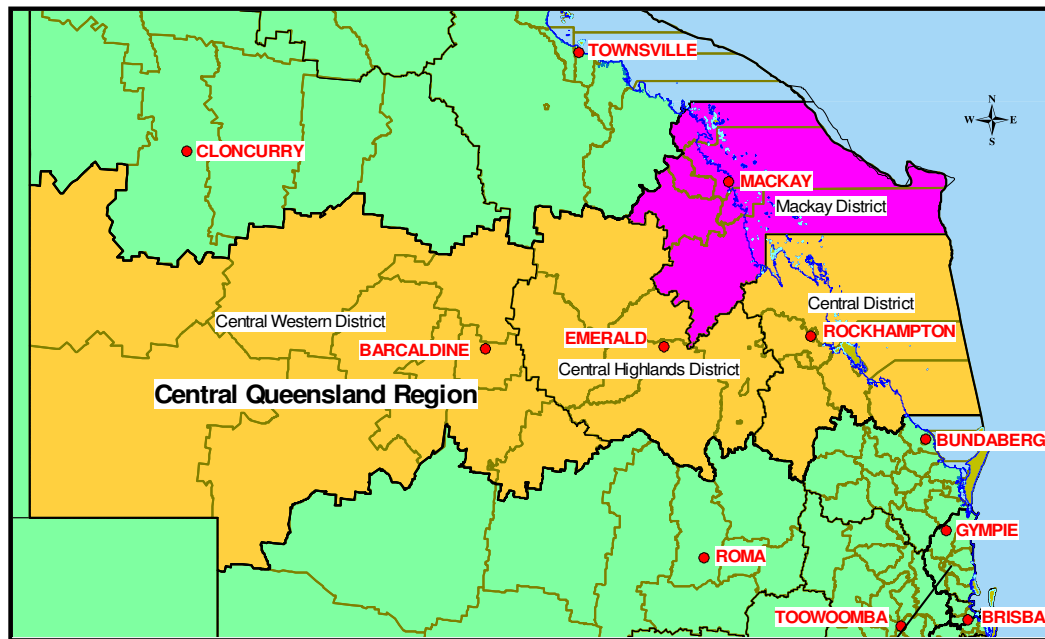 TOWNSVILLE
N
W E
S
CLONCURRY
MACKAY
Mackay District
Central District
ROCKHAMPTON
Central Western District
EMERALD
BARCALDINE
Central Highlands District
Central Queensland Region
BUNDABERG
GYMPIE
ROMA
TOOWOOMBA
BRISBA